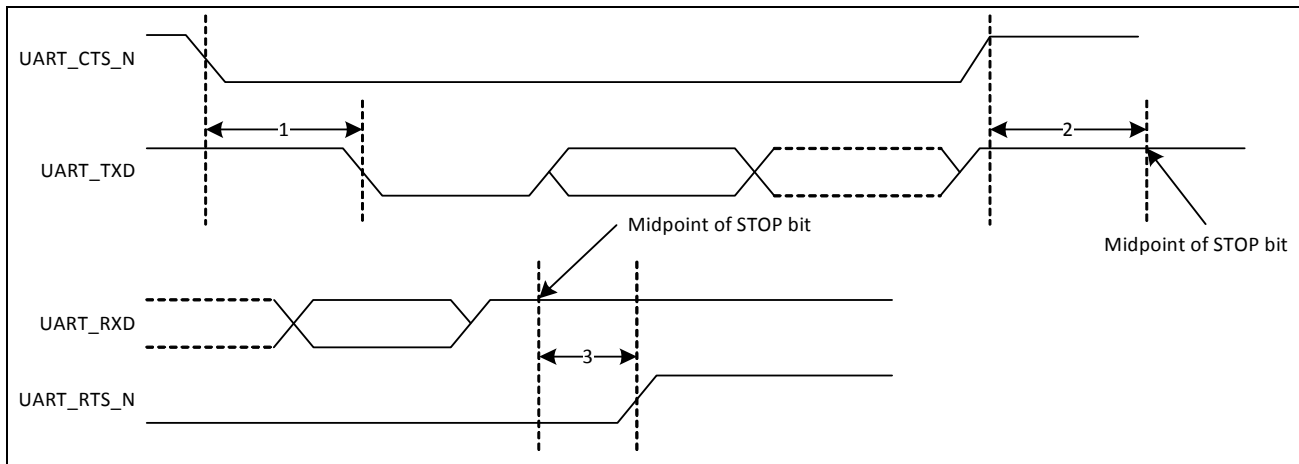 UART_CTS_N
1
2
UART_TXD
Midpoint of STOP bit
Midpoint of STOP bit
UART_RXD
3
UART_RTS_N